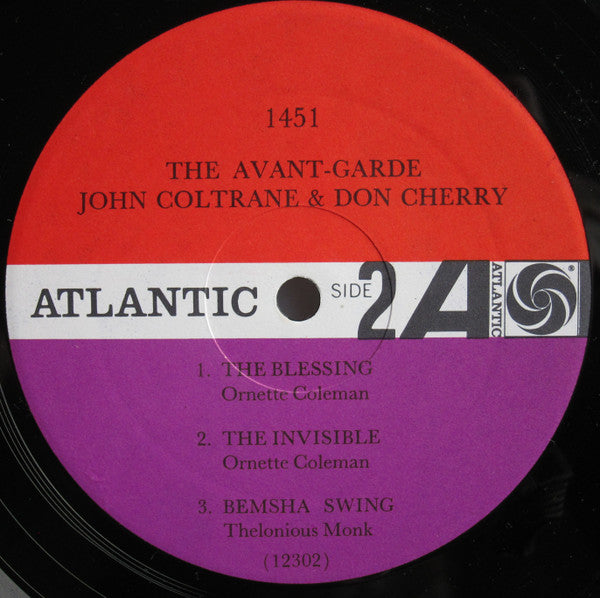 1451
THE AVANT-GARDE
JOHN COLTRANE & DON CHERRY
ATLANTIC SIDE 2 A ATLANTIC ®
1. THE BLESSING
Ornette Coleman
2. THE INVISIBLE
Ornette Coleman
3. BEMSHA SWING
Thelonious Monk
(12302)